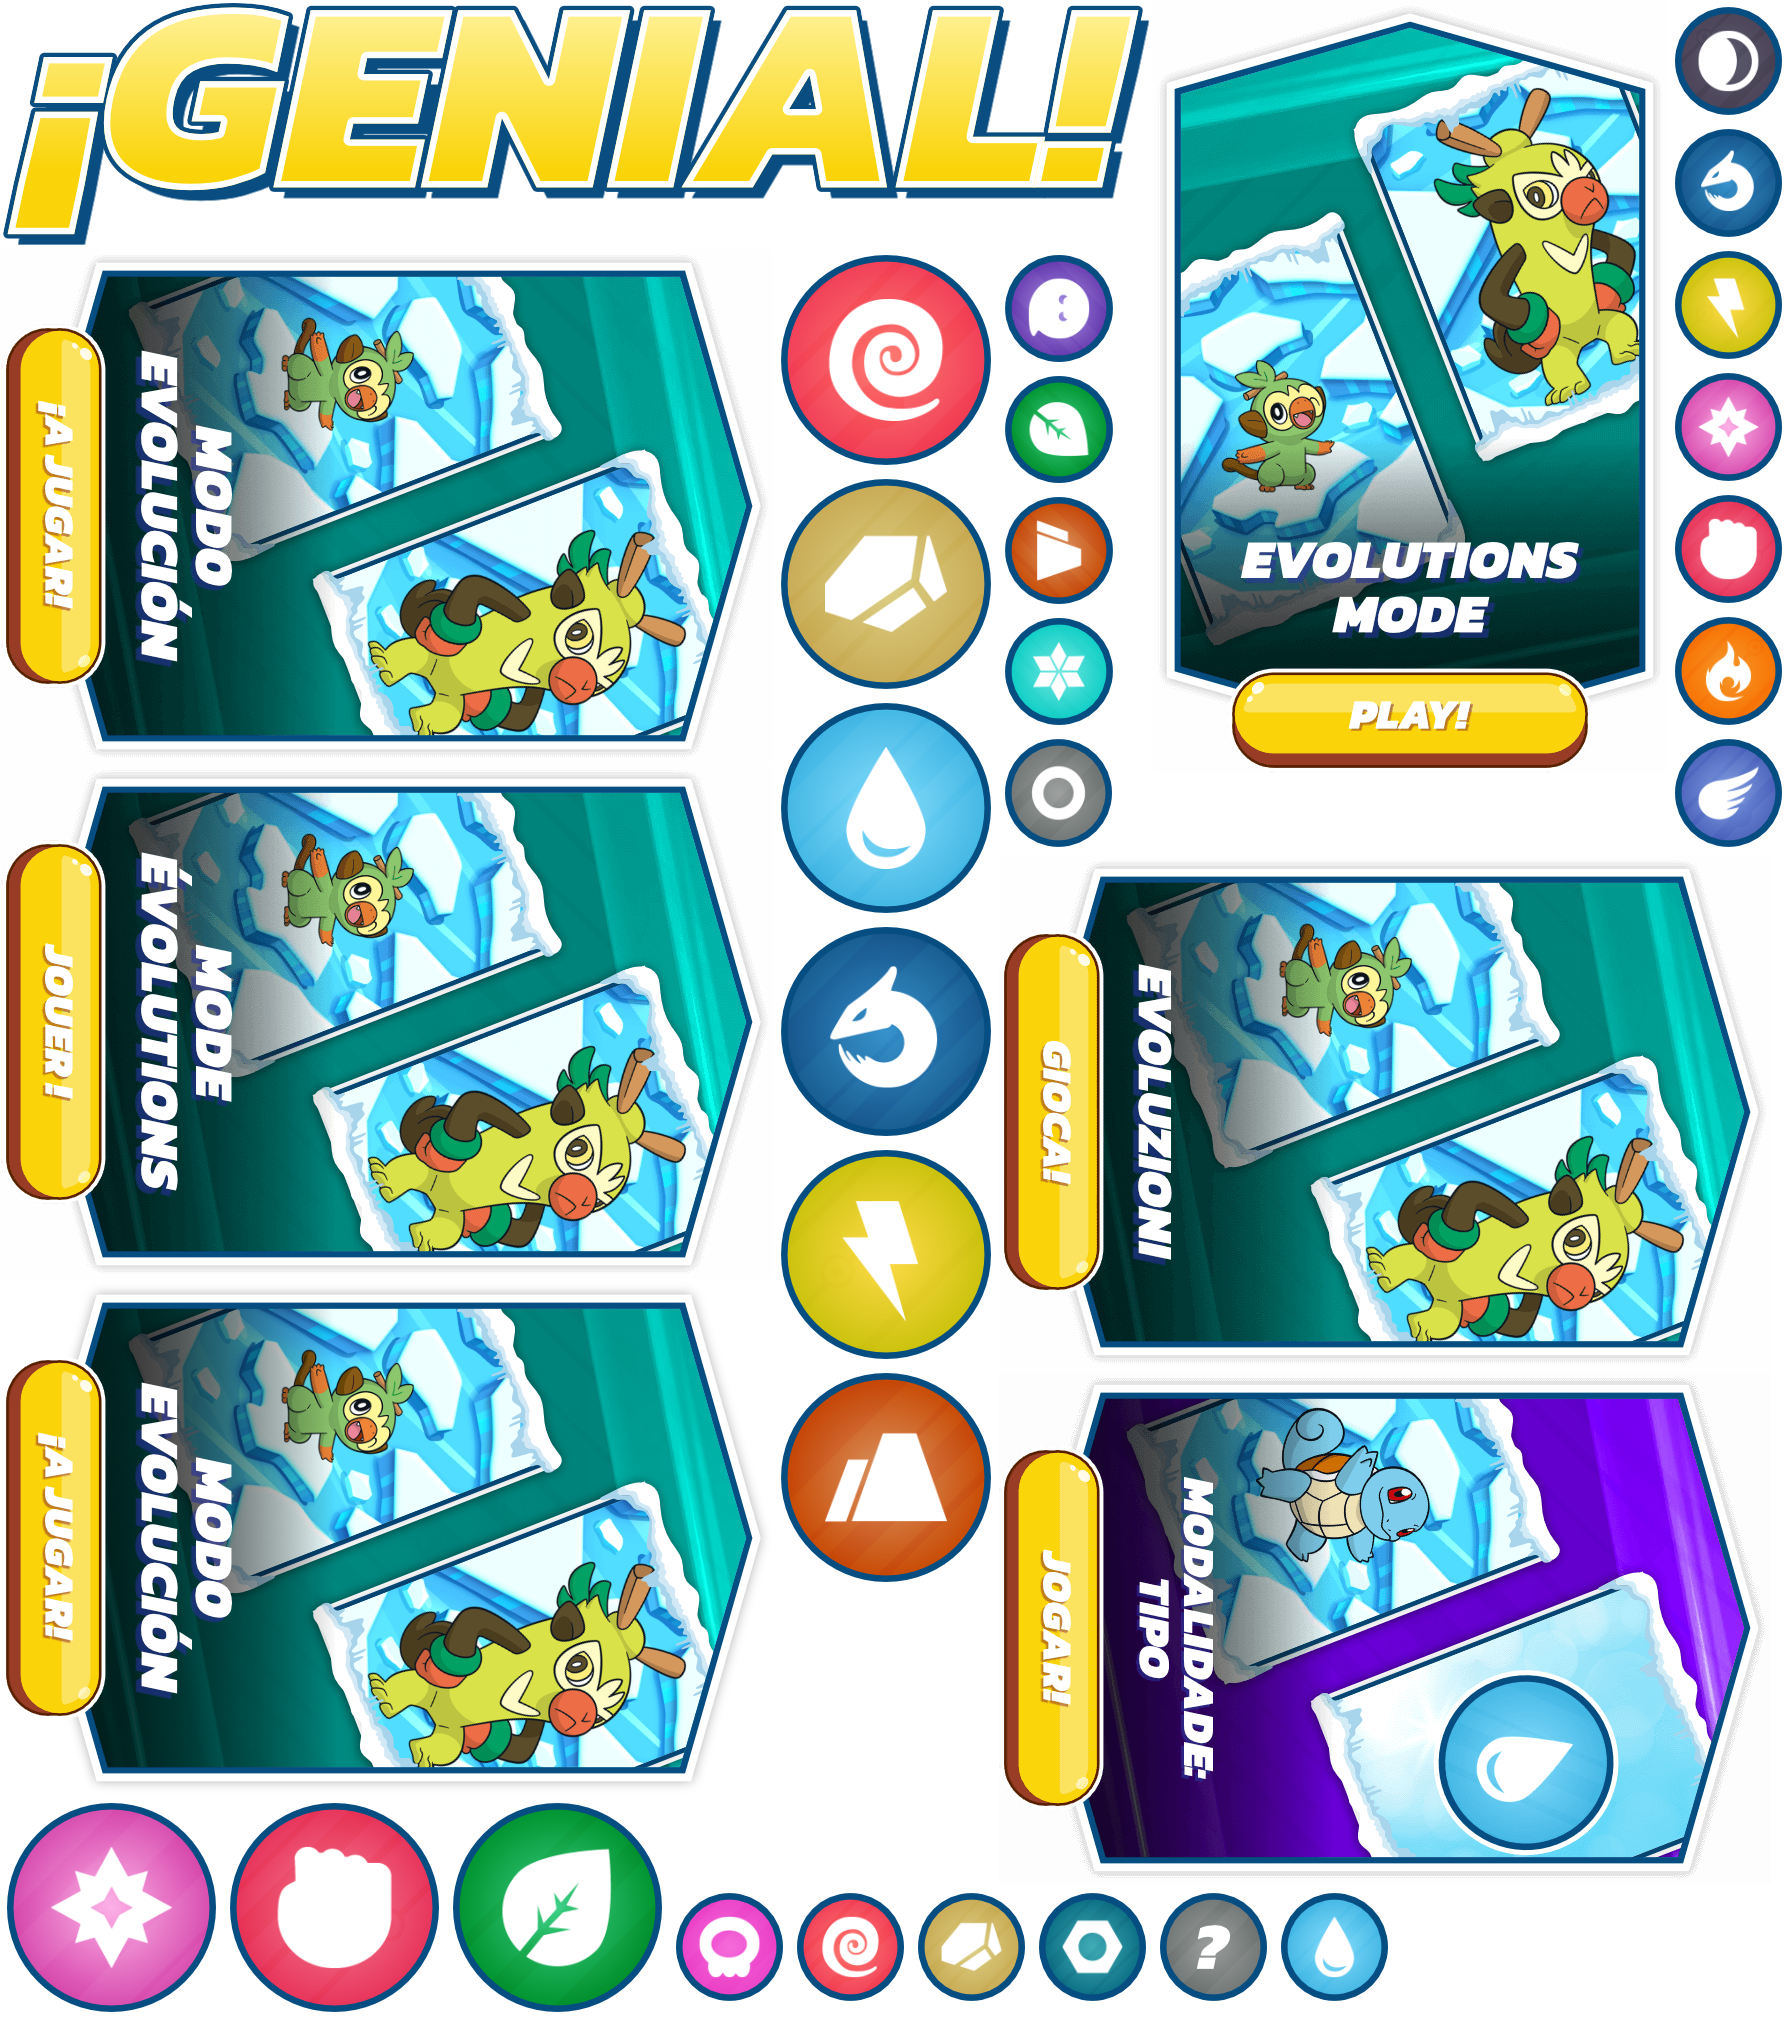 ¡GENIAL!
EVOLUTIONS
MODE
PLAY!
MODO
EVOLUCIÓN
¡A JUGAR!
MODE
ÉVOLUTIONS
JOUER !
EVOLUZIONI
GIOCA!
MODO
EVOLUCIÓN
¡A JUGAR!
MODALIDADE:
TIPO
JOGAR!
?